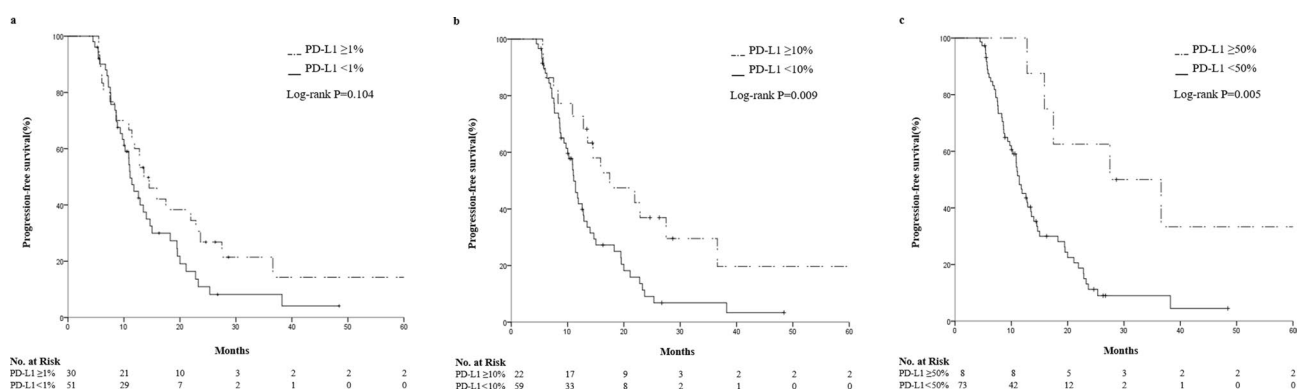 a
PD-L1 ≥1%
PD-L1 <1%
Log-rank P=0.104
Progression-free survival(%)
100
80
60
40
20
0
0 10 20 30 40 50 60
Months
No. at Risk
PD-L1≥1% 30 21 10 3 2 2 2
PD-L1<1% 51 29 7 2 1 0 0
b
PD-L1 ≥10%
PD-L1 <10%
Log-rank P=0.009
Progression-free survival(%)
100
80
60
40
20
0
0 10 20 30 40 50 60
Months
No. at Risk
PD-L1≥10% 22 17 9 3 2 2 2
PD-L1<10% 59 33 8 2 1 0 0
c
PD-L1 ≥50%
PD-L1 <50%
Log-rank P=0.005
Progression-free survival(%)
100
80
60
40
20
0
0 10 20 30 40 50 60
Months
No. at Risk
PD-L1≥50% 8 8 5 3 2 2 2
PD-L1<50% 73 42 12 2 1 0 0